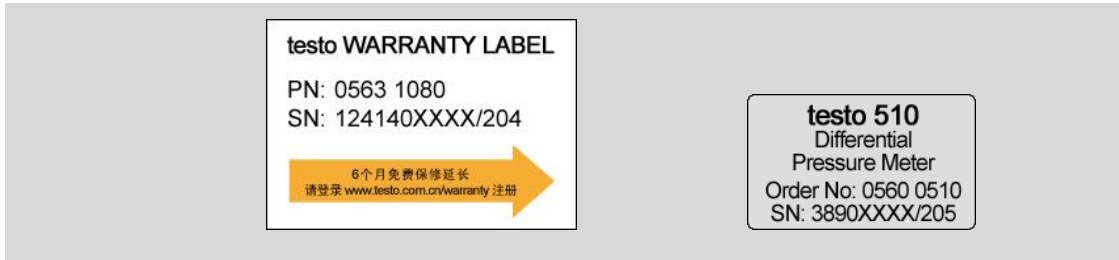 testo WARRANTY LABEL
PN: 0563 1080
SN: 124140XXXX/204
6个月免费保修延长
请登录 www.testo.com.cn/warranty 注册
testo 510
Differential
Pressure Meter
Order No: 0560 0510
SN: 3890XXXX/205